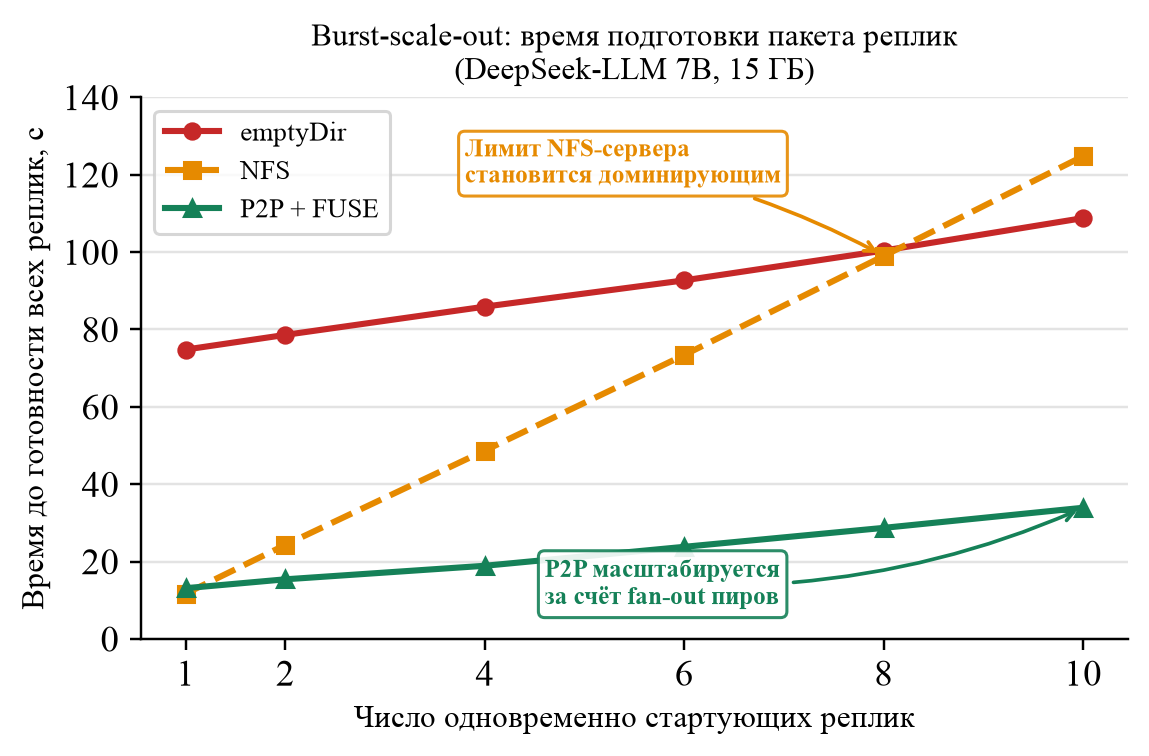 Burst-scale-out: время подготовки пакета реплик
(DeepSeek-LLM 7B, 15 ГБ)
Время до готовности всех реплик, с
140
120
100
80
60
40
20
0
emptyDir
NFS
P2P + FUSE
Лимит NFS-сервера
становится доминирующим
P2P масштабируется
за счёт fan-out пиров
1
2
4
6
8
10
Число одновременно стартующих реплик